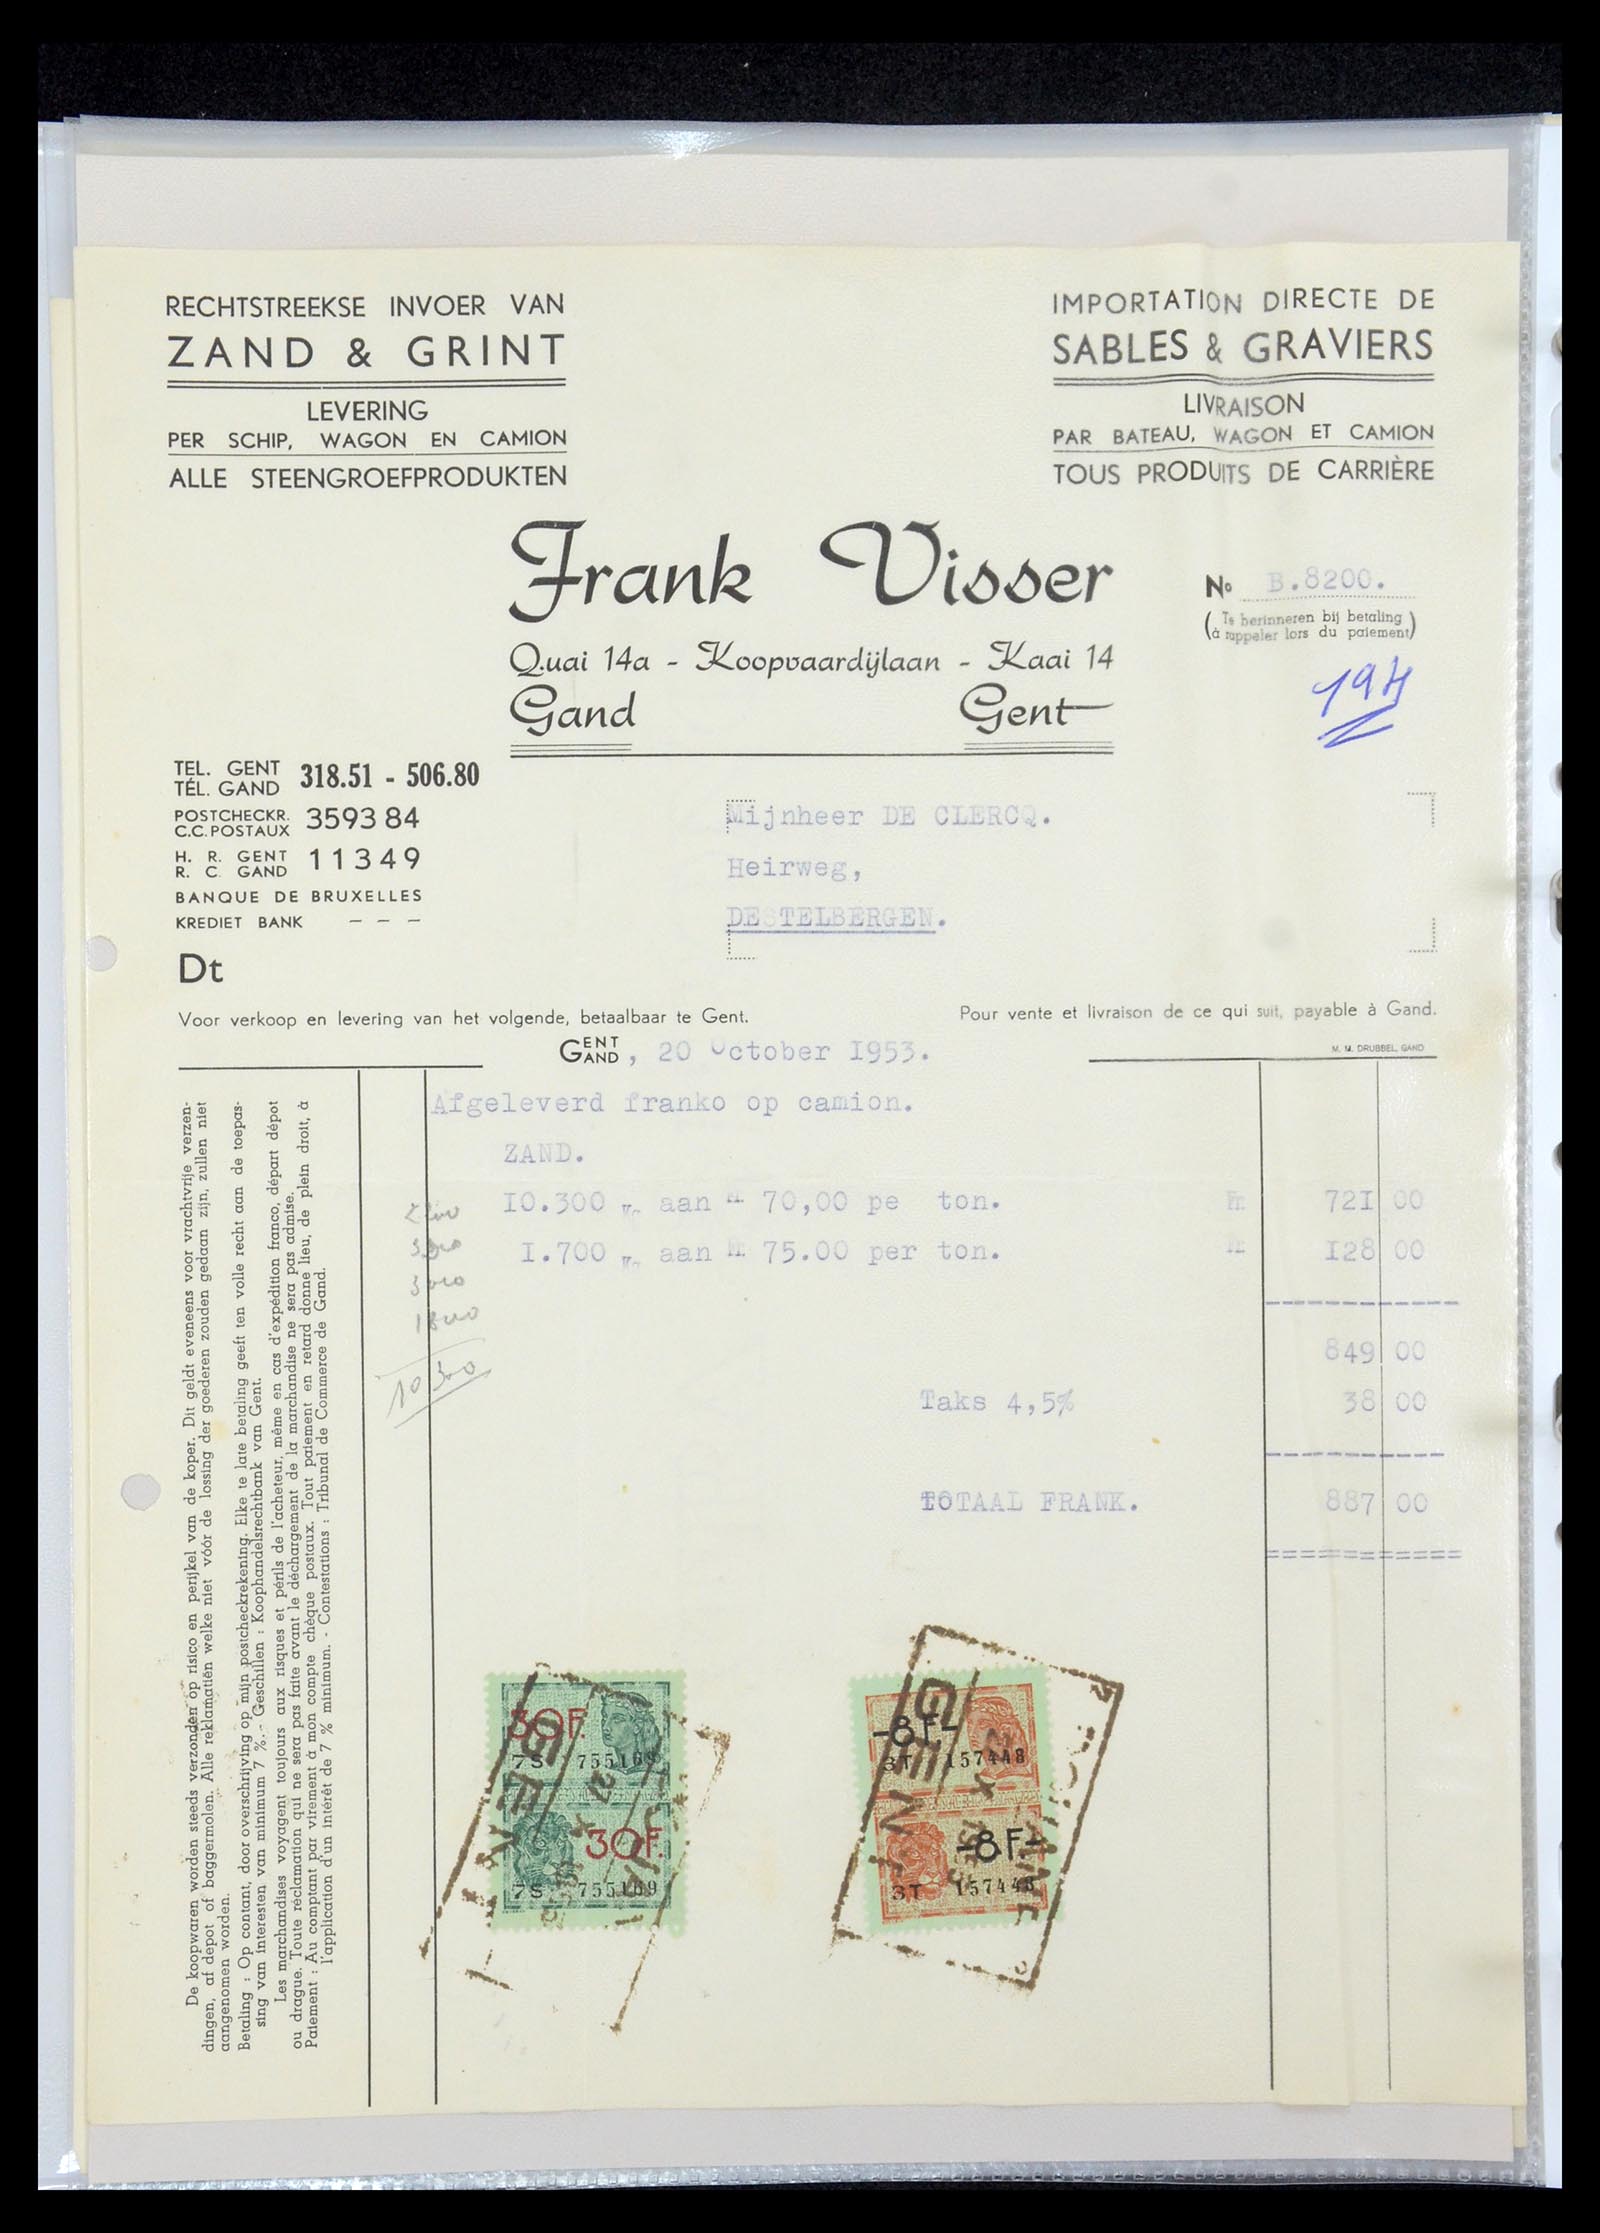 RECHTSTREEKSE INVOER VAN
ZAND & GRINT
LEVERING
PER SCHIP, WAGON EN CAMION
ALLE STEENGROEFPRODUKTEN
IMPORTATION DIRECTE DE
SABLES & GRAVIERS
LIVRAISON
PAR BATEAU, WAGON ET CAMION
TOUS PRODUITS DE CARRIÈRE
Frank Visser
Quai 14a - Koopvaardijlaan - Kaai 14
Gand Gent
No B.8200.
(Te herinneren bij betaling
à rappeler lors du paiement)
TEL. GENT
TÉL. GAND 318.51 - 506.80
POSTCHECKR.
C.C. POSTAUX 3593 84
H. R. GENT
R. C. GAND 11349
BANQUE DE BRUXELLES
KREDIET BANK - - -
Mijnheer DE CLERCQ.
Heirweg,
DESTELBERGEN.
Dt
Voor verkoop en levering van het volgende, betaalbaar te Gent.
Pour vente et livraison de ce qui suit, payable à Gand.
GENT
GAND, 20 October 1953.
M. M. DRUBBEL, GAND
Afgeleverd franko op camion.
ZAND.
10.300 Kg aan Fr 70,00 pe ton. Fr 721 00
1.700 Kg aan Fr 75.00 per ton. Fr 128 00
849 00
Taks 4,5% 38 00
TOTAAL FRANK. 887 00
3000
1800
10300
De koopwaren worden steeds verzonden op risico en perijkel van de koper. Dit geldt eveneens voor vrachtvrije verzen-
dingen, af depot of baggermolen. Alle reklamatiën welke niet vóór de lossing der goederen zouden gedaan zijn, zullen niet
aangenomen worden.
Betaling : Op contant, door overschrijving op mijn postcheckrekening. Elke te late betaling geeft ten volle recht aan de toepas-
sing van interesten van minimum 7 %. - Geschillen : Koophandelsrechtbank van Gent.
Les marchandises voyagent toujours aux risques et périls de l'acheteur, même en cas d'expédition franco, départ dépôt
ou drague. Toute réclamation qui ne sera pas faite avant le déchargement de la marchandise ne sera pas admise.
Paiement : Au comptant par virement à mon compte chèque postaux. Tout paiement en retard donne lieu, de plein droit, à
l'application d'un intérêt de 7 % minimum. - Contestations : Tribunal de Commerce de Gand.
30F.
7S 755169
30F.
7S 755169
-8F.-
3T 157448
-8F.-
3T 157448
GENT